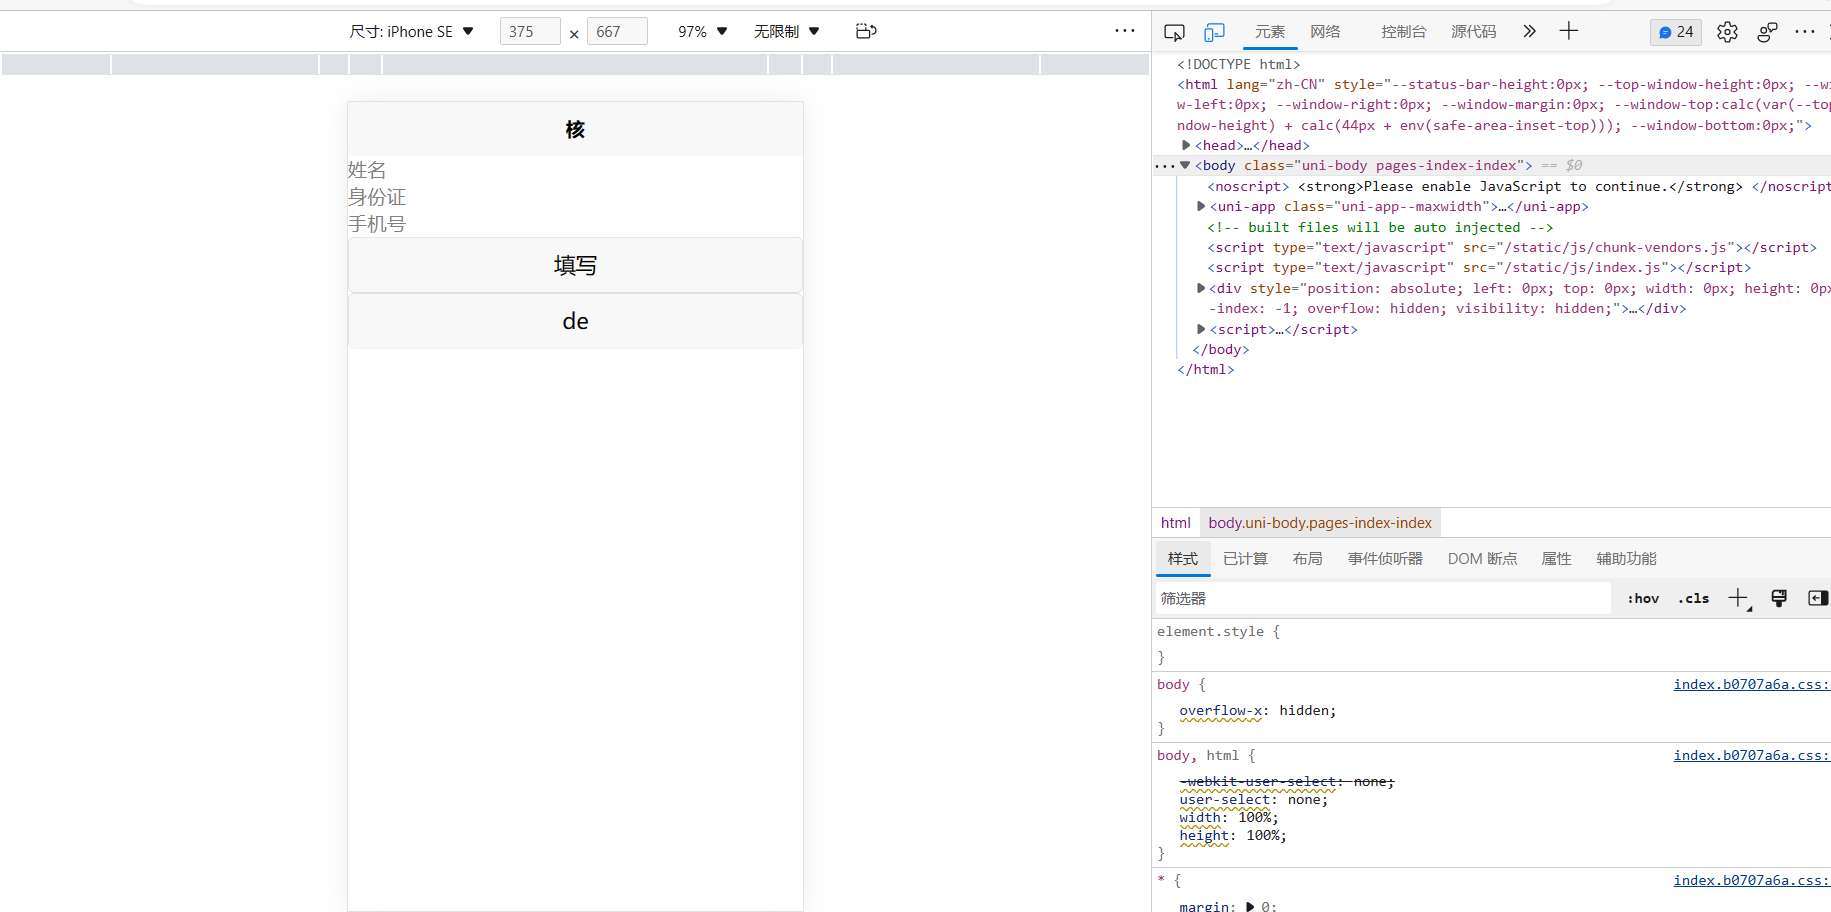 尺寸: iPhone SE 375 × 667 97% 无限制
元素 网络 控制台 源代码 24
核
姓名
身份证
手机号
填写
de
<!DOCTYPE html>
<html lang="zh-CN" style="--status-bar-height:0px; --top-window-height:0px; --wi
w-left:0px; --window-right:0px; --window-margin:0px; --window-top:calc(var(--top
ndow-height) + calc(44px + env(safe-area-inset-top))); --window-bottom:0px;">
<head>…</head>
<body class="uni-body pages-index-index"> == $0
<noscript> <strong>Please enable JavaScript to continue.</strong> </noscript
<uni-app class="uni-app--maxwidth">…</uni-app>
<!-- built files will be auto injected -->
<script type="text/javascript" src="/static/js/chunk-vendors.js"></script>
<script type="text/javascript" src="/static/js/index.js"></script>
<div style="position: absolute; left: 0px; top: 0px; width: 0px; height: 0px
-index: -1; overflow: hidden; visibility: hidden;">…</div>
<script>…</script>
</body>
</html>
html body.uni-body.pages-index-index
样式 已计算 布局 事件侦听器 DOM 断点 属性 辅助功能
筛选器 :hov .cls
element.style {
}
body { index.b0707a6a.css:
overflow-x: hidden;
}
body, html { index.b0707a6a.css:
-webkit-user-select: none;
user-select: none;
width: 100%;
height: 100%;
}
* { index.b0707a6a.css:
margin: 0;